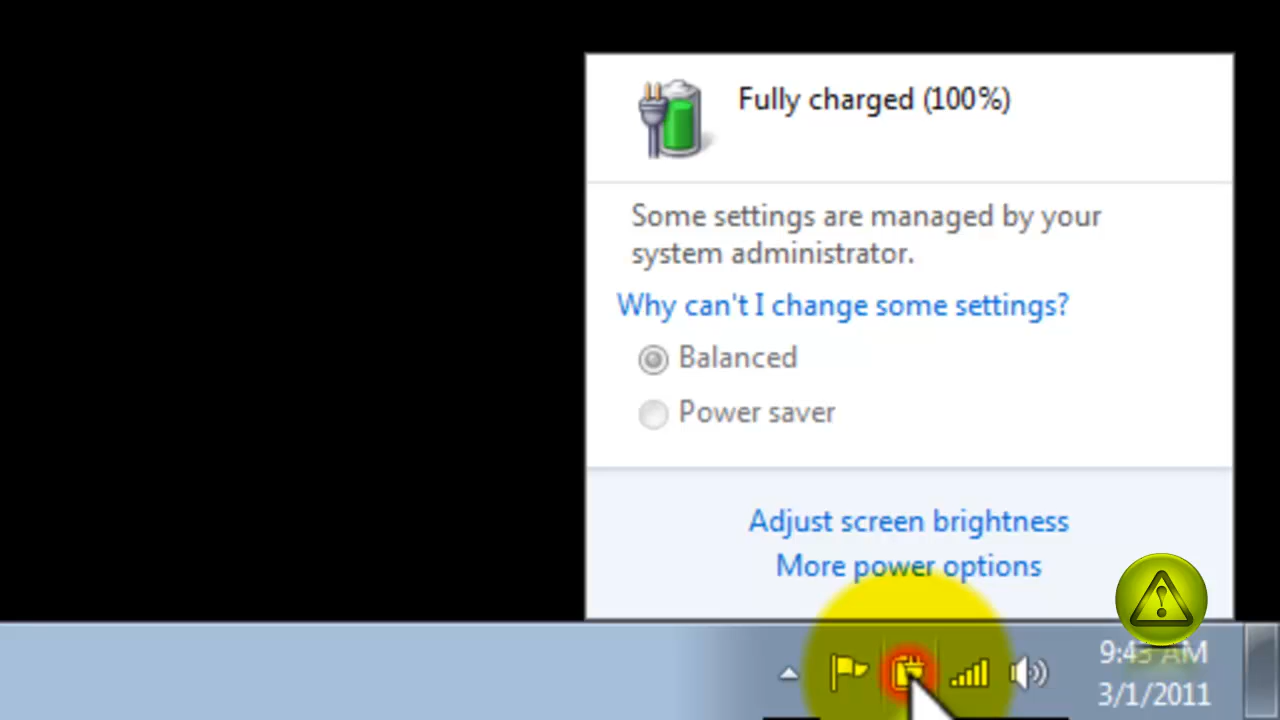 Fully charged (100%)
Some settings are managed by your
system administrator.
Why can't I change some settings?
Balanced
Power saver
Adjust screen brightness
More power options
9:43 AM
3/1/2011